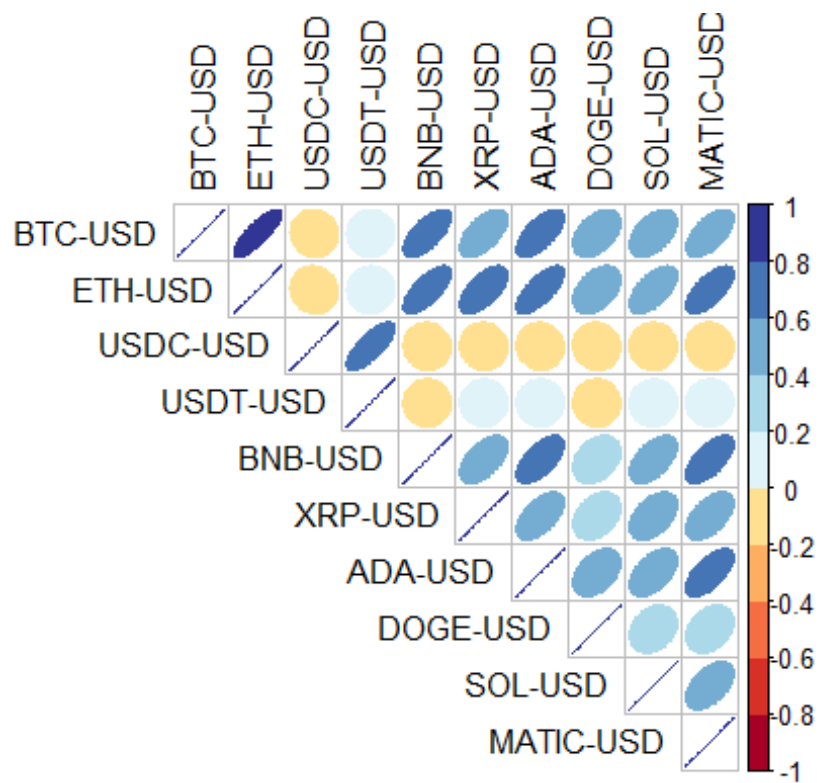 BTC-USD
ETH-USD
USDC-USD
USDT-USD
BNB-USD
XRP-USD
ADA-USD
DOGE-USD
SOL-USD
MATIC-USD
BTC-USD
ETH-USD
USDC-USD
USDT-USD
BNB-USD
XRP-USD
ADA-USD
DOGE-USD
SOL-USD
MATIC-USD
1
0.8
0.6
0.4
0.2
0
-0.2
-0.4
-0.6
-0.8
-1